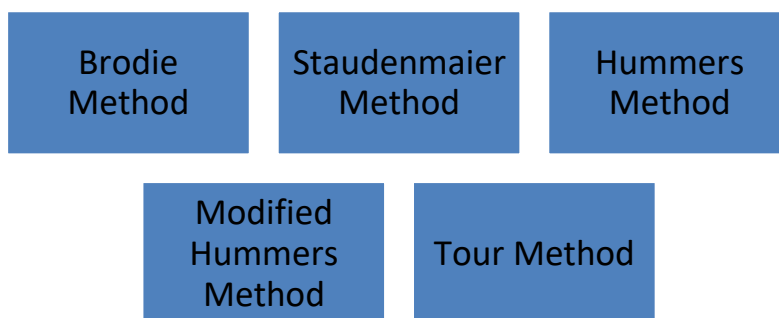 Brodie
Method
Staudenmaier
Method
Hummers
Method
Modified
Hummers
Method
Tour Method